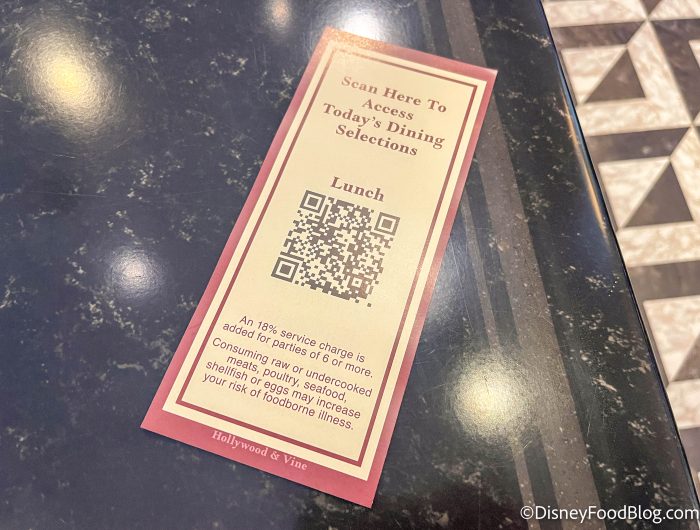 Scan Here To
Access
Today's Dining
Selections
Lunch
An 18% service charge is
added for parties of 6 or more.
Consuming raw or undercooked
meats, poultry, seafood,
shellfish or eggs may increase
your risk of foodborne illness.
Hollywood & Vine
©DisneyFoodBlog.com